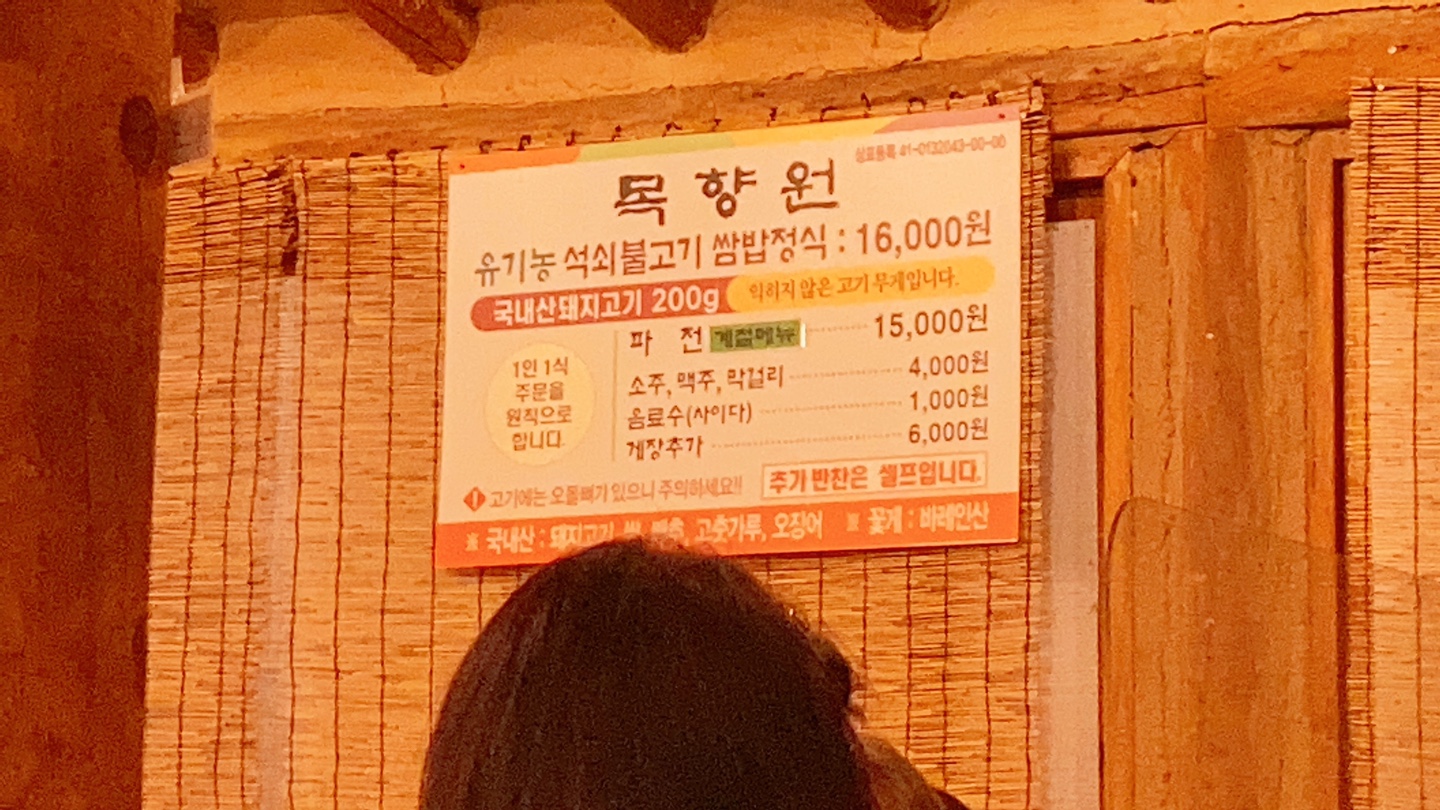 상표등록 41-0132043-00-00
목향원
유기농 석쇠불고기 쌈밥정식 : 16,000원
국내산돼지고기 200g 익히지 않은 고기 무게입니다.
파 전 계절메뉴 15,000원
소주, 맥주, 막걸리 4,000원
음료수(사이다) 1,000원
게장추가 6,000원
1인 1식
주문을
원칙으로
합니다.
고기에는 오돌뼈가 있으니 주의하세요!!
추가 반찬은 셀프입니다.
※ 국내산 : 돼지고기, 쌀, 배추, 고춧가루, 오징어 ※ 꽃게 : 바레인산